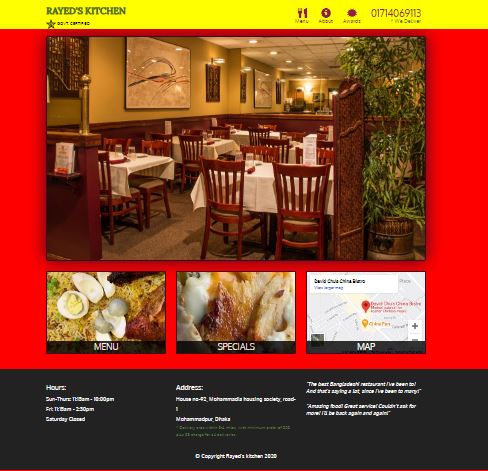 RAYED'S KITCHEN
GOVT. CERTIFIED
Menu
About
Awards
01714069113
* We Deliver
MENU
SPECIALS
David Chu's China Bistro
View larger map
Place
David Chu's China Bistro
China Pan
MAP
Hours:
Sun-Thurs: 11:15am - 10:00pm
Fri: 11:15am - 2:30pm
Saturday Closed
Address:
House no-92, Mohammadia housing society, road-
1
Mohammadpur, Dhaka
"The best Bangladeshi restaurant I've been to!
And that's saying a lot, since I've been to many!"
"Amazing food! Great service! Couldn't ask for
more! I'll be back again and again!"
© Copyright Rayed's kitchen 2020